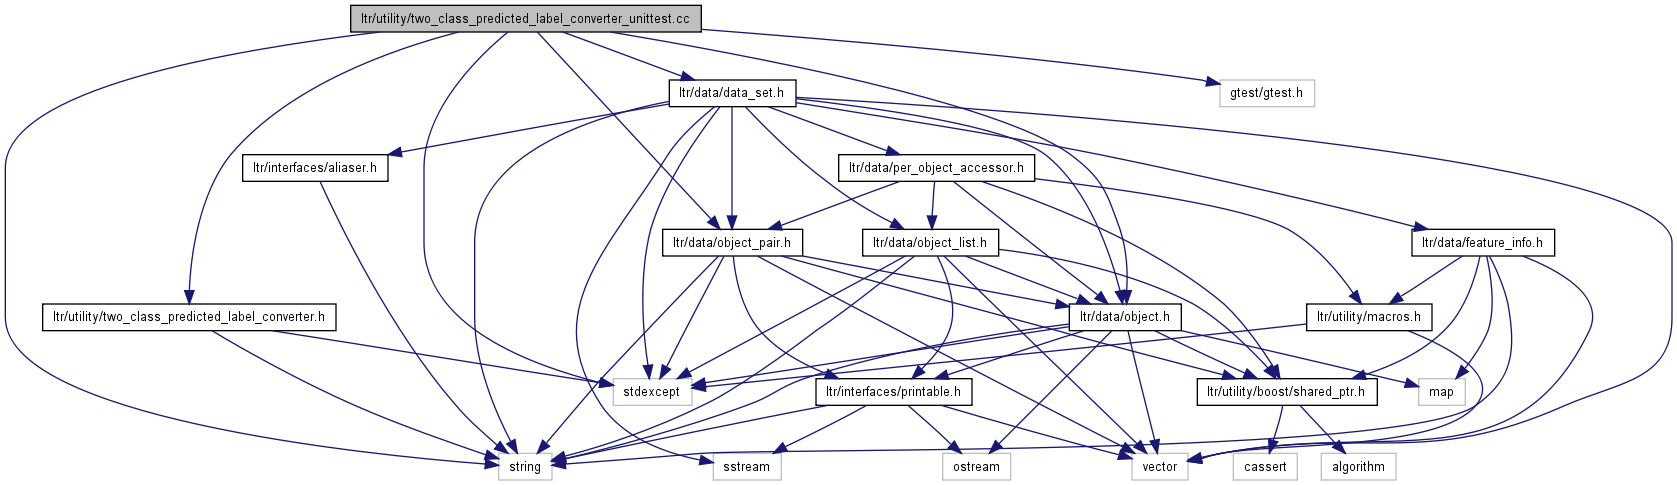 ltr/utility/two_class_predicted_label_converter_unittest.cc
ltr/data/data_set.h
gtest/gtest.h
ltr/interfaces/aliaser.h
ltr/data/per_object_accessor.h
ltr/data/object_pair.h
ltr/data/object_list.h
ltr/data/feature_info.h
ltr/utility/two_class_predicted_label_converter.h
ltr/data/object.h
ltr/utility/macros.h
stdexcept
ltr/interfaces/printable.h
ltr/utility/boost/shared_ptr.h
map
string
sstream
ostream
vector
cassert
algorithm